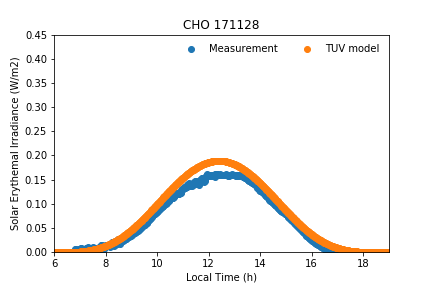 CHO 171128
Measurement TUV model
Solar Erythemal Irradiance (W/m2)
0.45
0.40
0.35
0.30
0.25
0.20
0.15
0.10
0.05
0.00
6 8 10 12 14 16 18
Local Time (h)